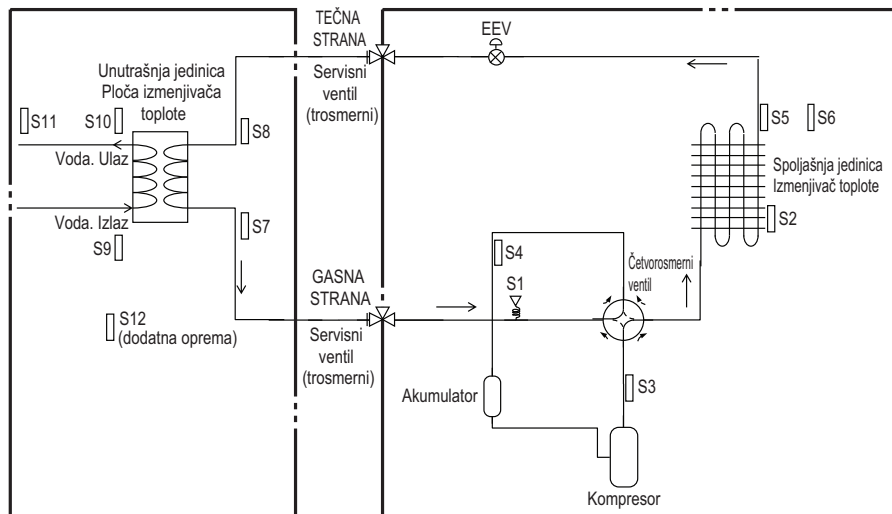 TEČNA
STRANA
Servisni
ventil
(trosmerni)
EEV
Unutrašnja jedinica
Ploča izmenjivača
toplote
S11
S10
S8
Voda. Ulaz
Voda. Izlaz
S9
S7
S12
(dodatna oprema)
GASNA
STRANA
Servisni
ventil
(trosmerni)
S5
S6
Spoljašnja jedinica
Izmenjivač toplote
S2
S4
S1
Četvorosmerni
ventil
Akumulator
S3
Kompresor